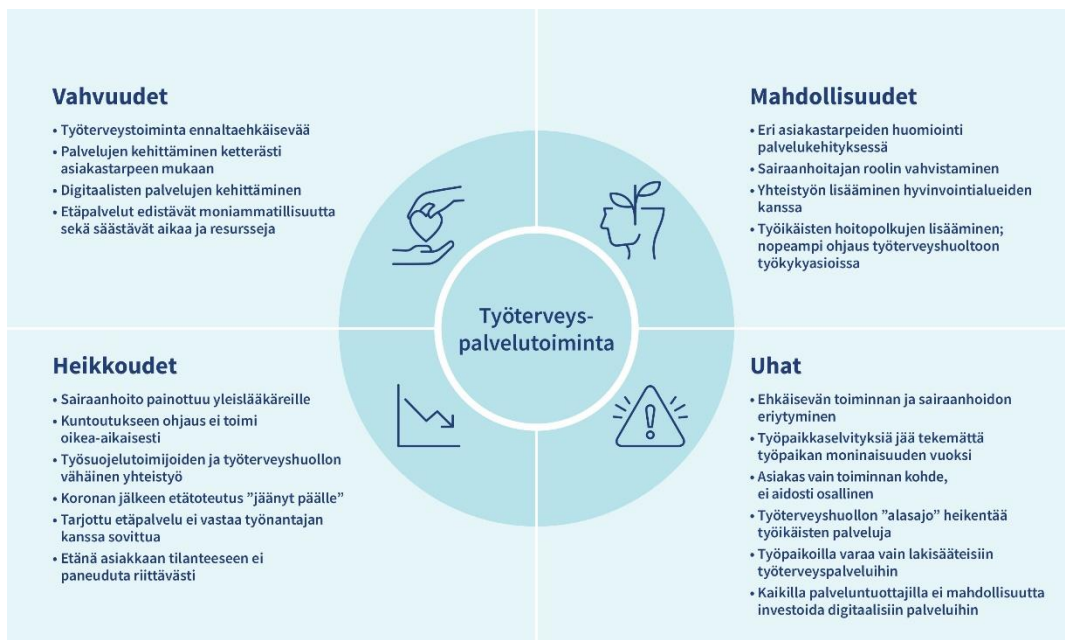 Vahvuudet
• Työterveystoiminta ennaltaehkäisevää
• Palvelujen kehittäminen ketterästi
asiakastarpeen mukaan
• Digitaalisten palvelujen kehittäminen
• Etäpalvelut edistävät moniammatillisuutta
sekä säästävät aikaa ja resursseja
Mahdollisuudet
• Eri asiakastarpeiden huomiointi
palvelukehityksessä
• Sairaanhoitajan roolin vahvistaminen
• Yhteistyön lisääminen hyvinvointialueiden
kanssa
• Työikäisten hoitopolkujen lisääminen;
nopeampi ohjaus työterveyshuoltoon
työkykyasioissa
Työterveys-
palvelutoiminta
Heikkoudet
• Sairaanhoito painottuu yleislääkäreille
• Kuntoutukseen ohjaus ei toimi
oikea-aikaisesti
• Työsuojelutoimijoiden ja työterveyshuollon
vähäinen yhteistyö
• Koronan jälkeen etätoteutus ”jäänyt päälle”
• Tarjottu etäpalvelu ei vastaa työnantajan
kanssa sovittua
• Etänä asiakkaan tilanteeseen ei
paneuduta riittävästi
Uhat
• Ehkäisevän toiminnan ja sairaanhoidon
eriytyminen
• Työpaikkaselvityksiä jää tekemättä
työpaikan moninaisuuden vuoksi
• Asiakas vain toiminnan kohde,
ei aidosti osallinen
• Työterveyshuollon ”alasajo” heikentää
työikäisten palveluja
• Työpaikoilla varaa vain lakisääteisiin
työterveyspalveluihin
• Kaikilla palveluntuottajilla ei mahdollisuutta
investoida digitaalisiin palveluihin